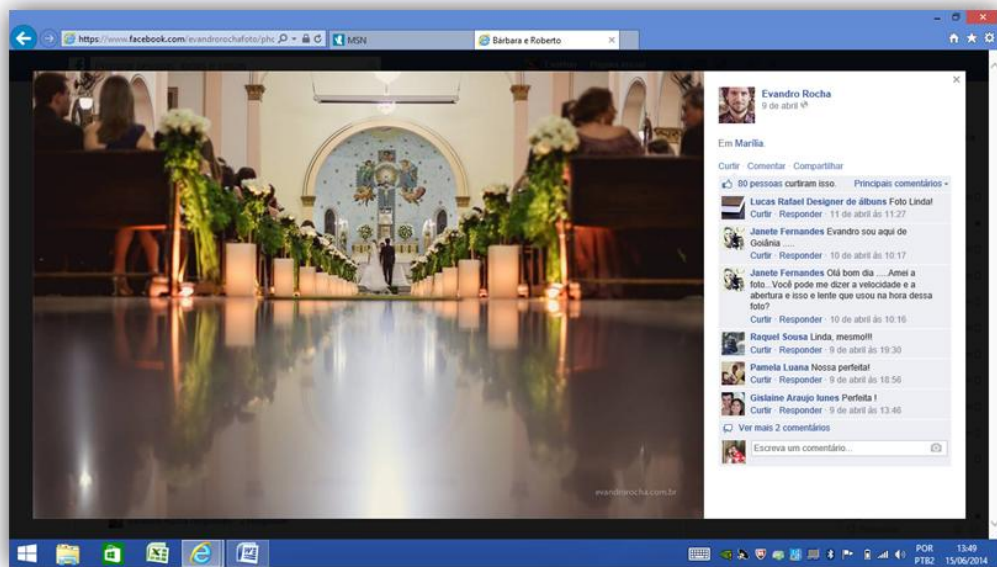 https://www.facebook.com/evandrorochafoto/pho
MSN
Bárbara e Roberto
Evandro Rocha
9 de abril
Em Marília.
Curtir · Comentar · Compartilhar
80 pessoas curtiram isso. Principais comentários
Lucas Rafael Designer de álbuns Foto Linda!
Curtir · Responder · 11 de abril às 11:27
Janete Fernandes Evandro sou aqui de
Goiânia .....
Curtir · Responder · 10 de abril às 10:17
Janete Fernandes Olá bom dia .....Amei a
foto...Você pode me dizer a velocidade e a
abertura e isso e lente que usou na hora dessa
foto?
Curtir · Responder · 10 de abril às 10:16
Raquel Sousa Linda, mesmo!!!
Curtir · Responder · 9 de abril às 19:30
Pamela Luana Nossa perfeita!
Curtir · Responder · 9 de abril às 18:56
Gislaine Araujo Iunes Perfeita !
Curtir · Responder · 9 de abril às 13:46
Ver mais 2 comentários
Escreva um comentário...
evandrorocha.com.br
POR 13:49
PTB2 15/06/2014